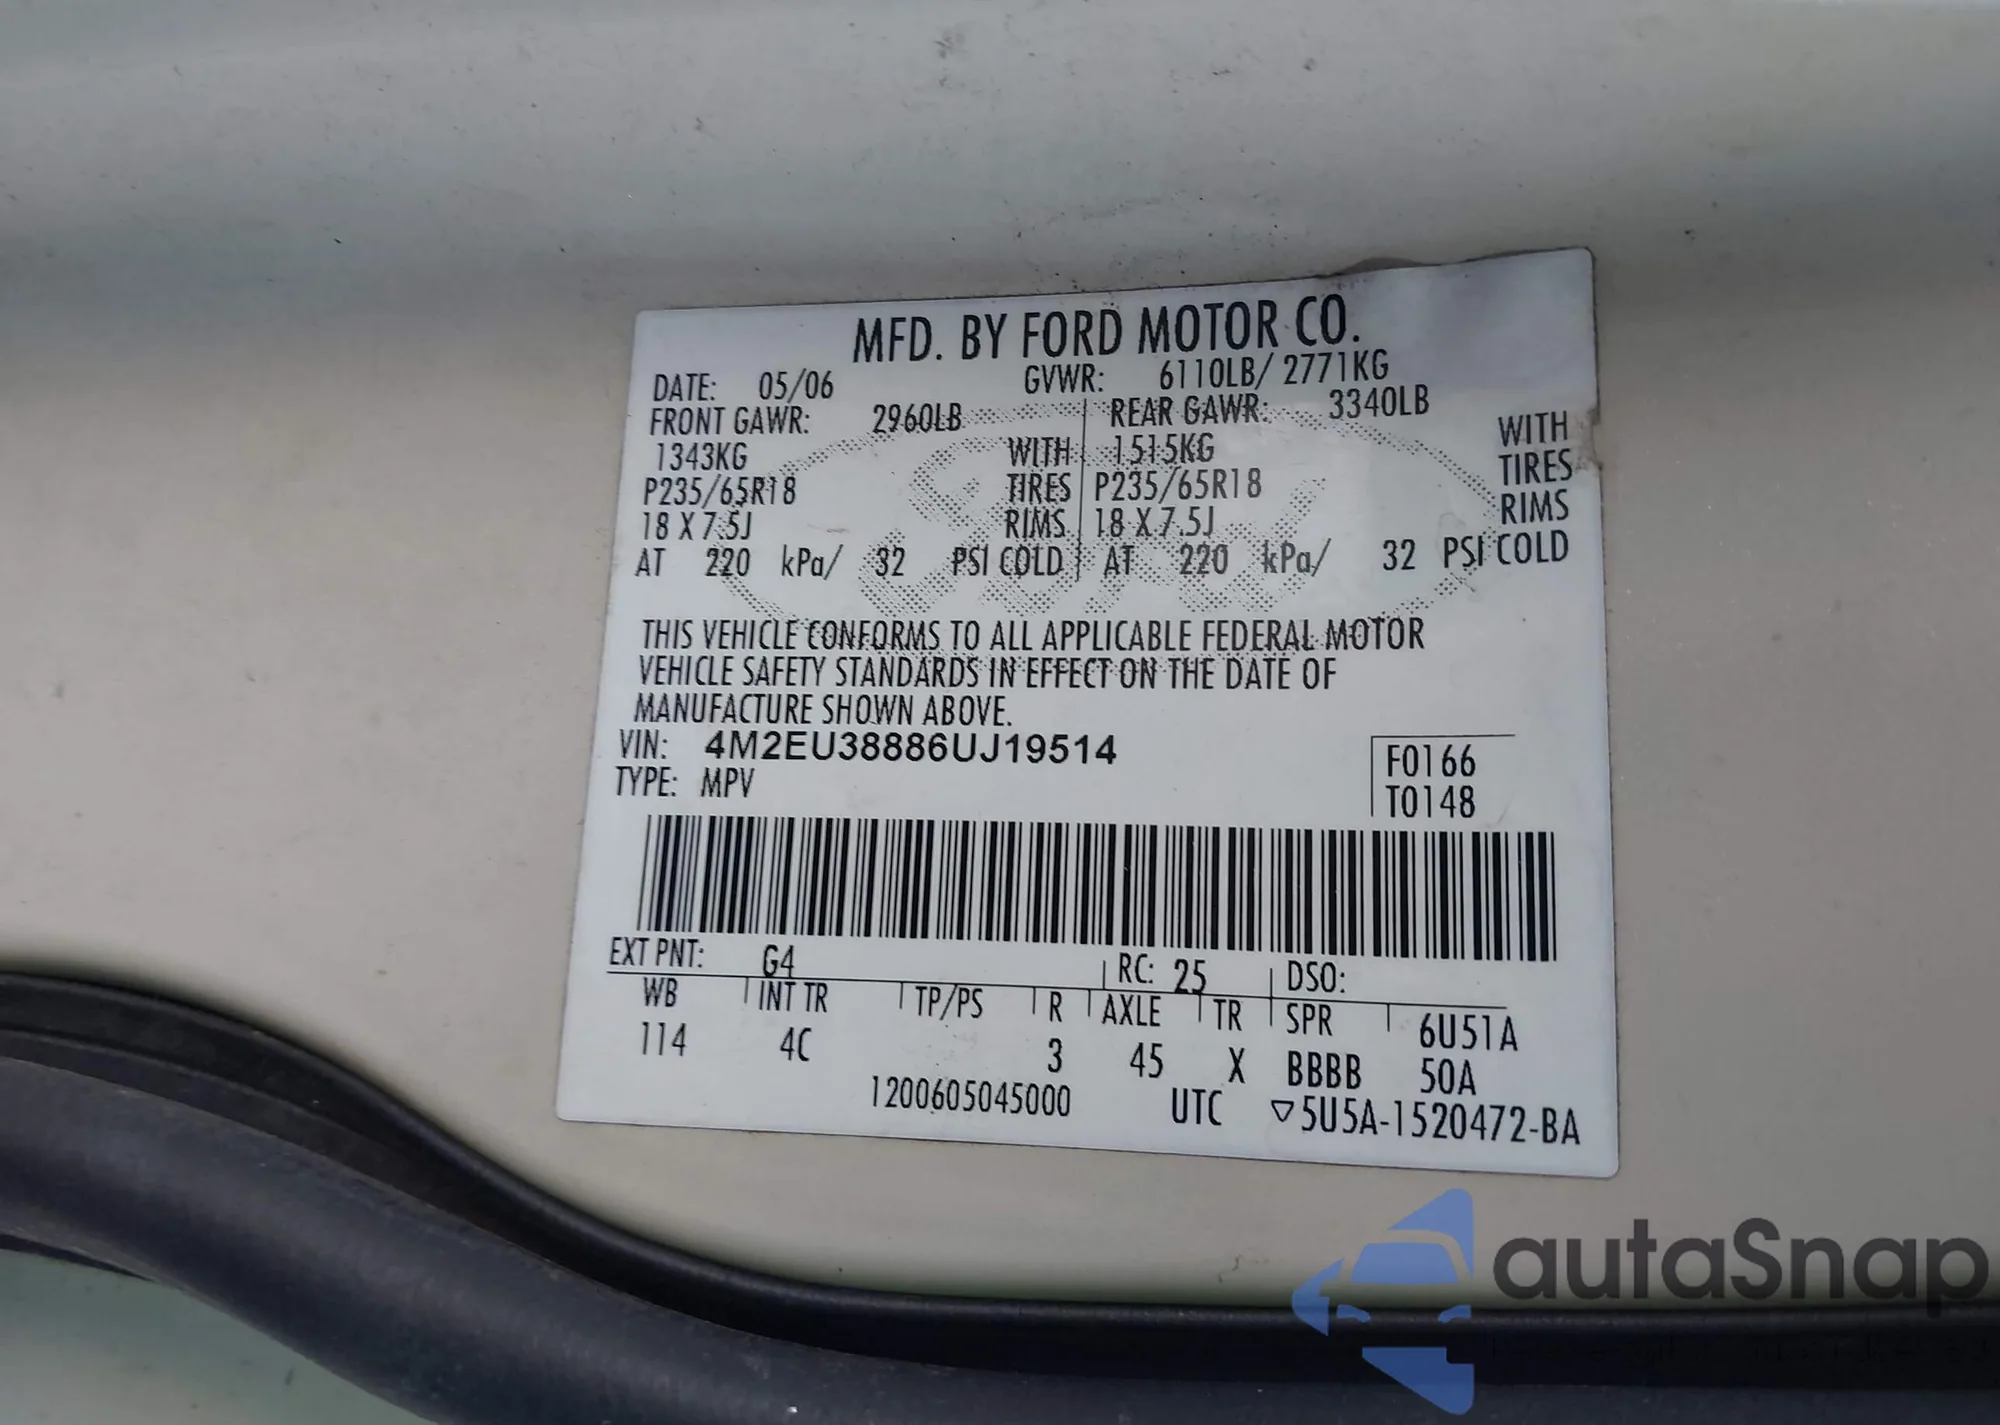 MFD. BY FORD MOTOR CO.
DATE: 05/06 GVWR: 6110LB/ 2771KG
FRONT GAWR: 2960LB REAR GAWR: 3340LB
1343KG WITH 1515KG WITH
P235/65R18 TIRES P235/65R18 TIRES
18 X 7.5J RIMS 18 X 7.5J RIMS
AT 220 kPa/ 32 PSI COLD AT 220 kPa/ 32 PSI COLD
THIS VEHICLE CONFORMS TO ALL APPLICABLE FEDERAL MOTOR
VEHICLE SAFETY STANDARDS IN EFFECT ON THE DATE OF
MANUFACTURE SHOWN ABOVE.
VIN: 4M2EU38886UJ19514 F0166
TYPE: MPV T0148
EXT PNT: G4 RC: 25 DSO:
WB INT TR TP/PS R AXLE TR SPR 6U51A
114 4C 3 45 X BBBB 50A
1200605045000 UTC ▽5U5A-1520472-BA
autaSnap